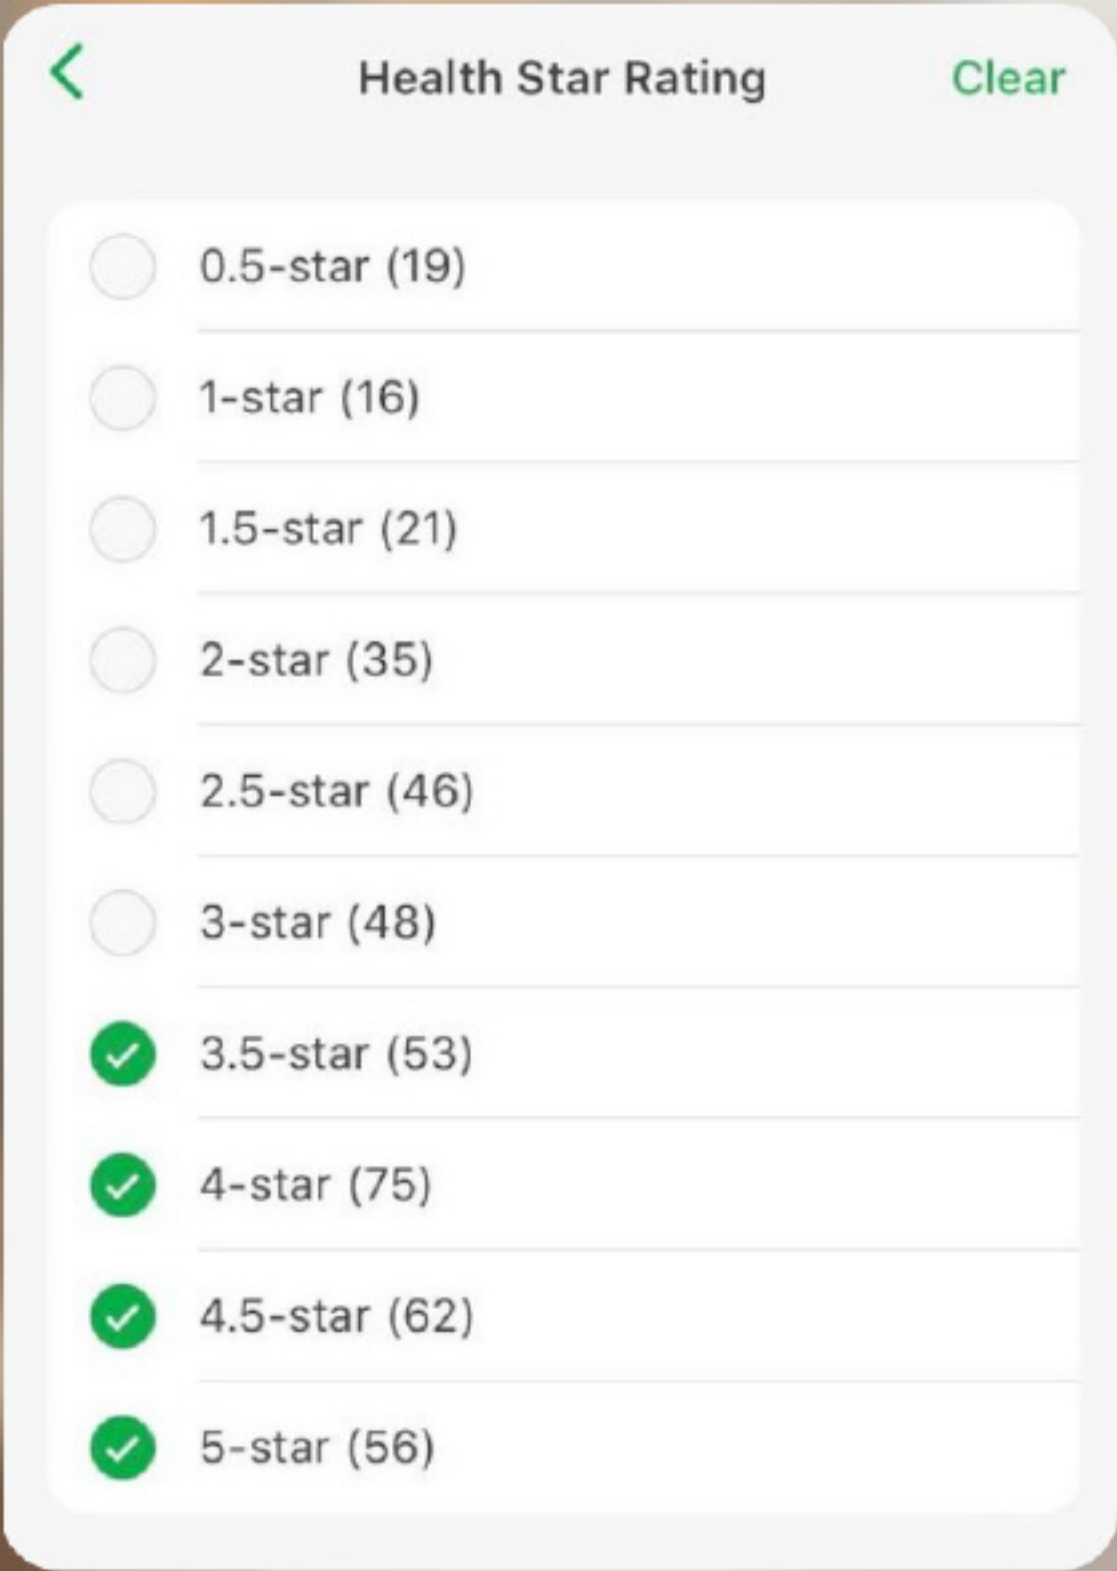 Health Star Rating
Clear
0.5-star (19)
1-star (16)
1.5-star (21)
2-star (35)
2.5-star (46)
3-star (48)
3.5-star (53)
4-star (75)
4.5-star (62)
5-star (56)